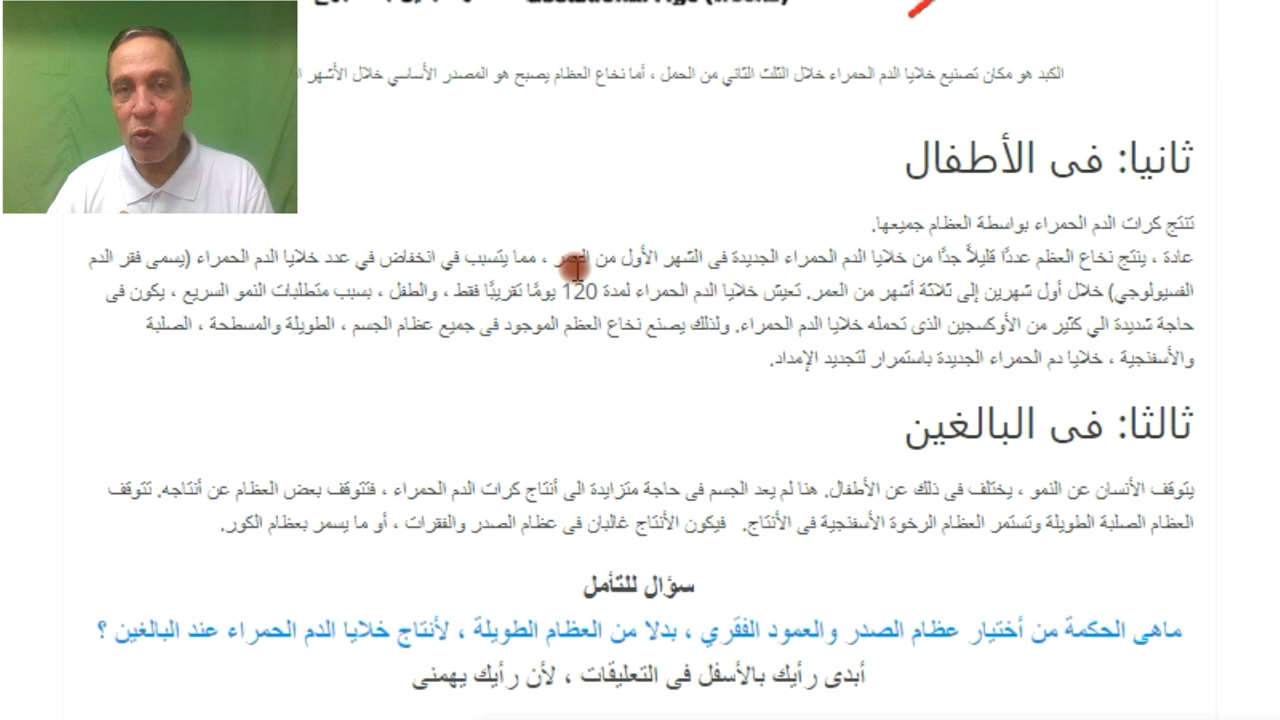 الكبد هو مكان تصنيع خلايا الدم الحمراء خلال الثلث الثاني من الحمل ، أما نخاع العظام يصبح هو المصدر الأساسي خلال الأشهر
ثانيا: فى الأطفال
تنتج كرات الدم الحمراء بواسطة العظام جميعها.
عادة ، ينتج نخاع العظم عددًا قليلاً جدًا من خلايا الدم الحمراء الجديدة فى الشهر الأول من العمر ، مما يتسبب في انخفاض في عدد خلايا الدم الحمراء (يسمى فقر الدم
الفسيولوجي) خلال أول شهرين إلى ثلاثة أشهر من العمر. تعيش خلايا الدم الحمراء لمدة 120 يومًا تقريبًا فقط ، والطفل ، بسبب متطلبات النمو السريع ، يكون فى
حاجة شديدة الي كثير من الأوكسجين الذى تحمله خلايا الدم الحمراء. ولذلك يصنع نخاع العظم الموجود فى جميع عظام الجسم ، الطويلة والمسطحة ، الصلبة
والأسفنجية ، خلايا دم الحمراء الجديدة باستمرار لتجديد الإمداد.
ثالثا: فى البالغين
يتوقف الأنسان عن النمو ، يختلف فى ذلك عن الأطفال. هنا لم يعد الجسم فى حاجة متزايدة الى أنتاج كرات الدم الحمراء ، فتتوقف بعض العظام عن أنتاجه. تتوقف
العظام الصلبة الطويلة وتستمر العظام الرخوة الأسفنجية فى الأنتاج. فيكون الأنتاج غالبان فى عظام الصدر والفقرات ، أو ما يسمر بعظام الكور.
سؤال للتأمل
ماهى الحكمة من أختيار عظام الصدر والعمود الفقري ، بدلا من العظام الطويلة ، لأنتاج خلايا الدم الحمراء عند البالغين ؟
أبدى رأيك بالأسفل فى التعليقات ، لأن رأيك يهمنى